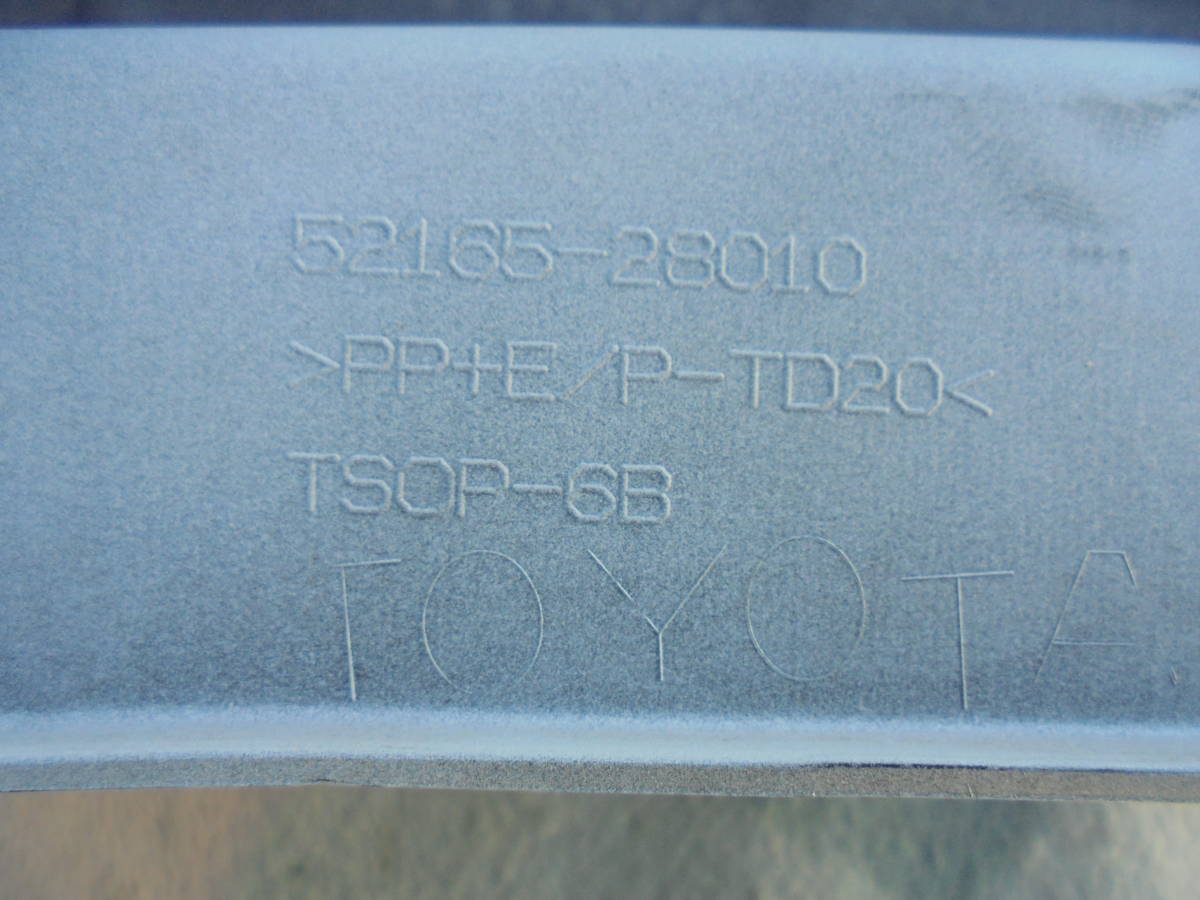 52165-28010
>PP+E/P-TD20<
TSOP-6B
TOYOTA